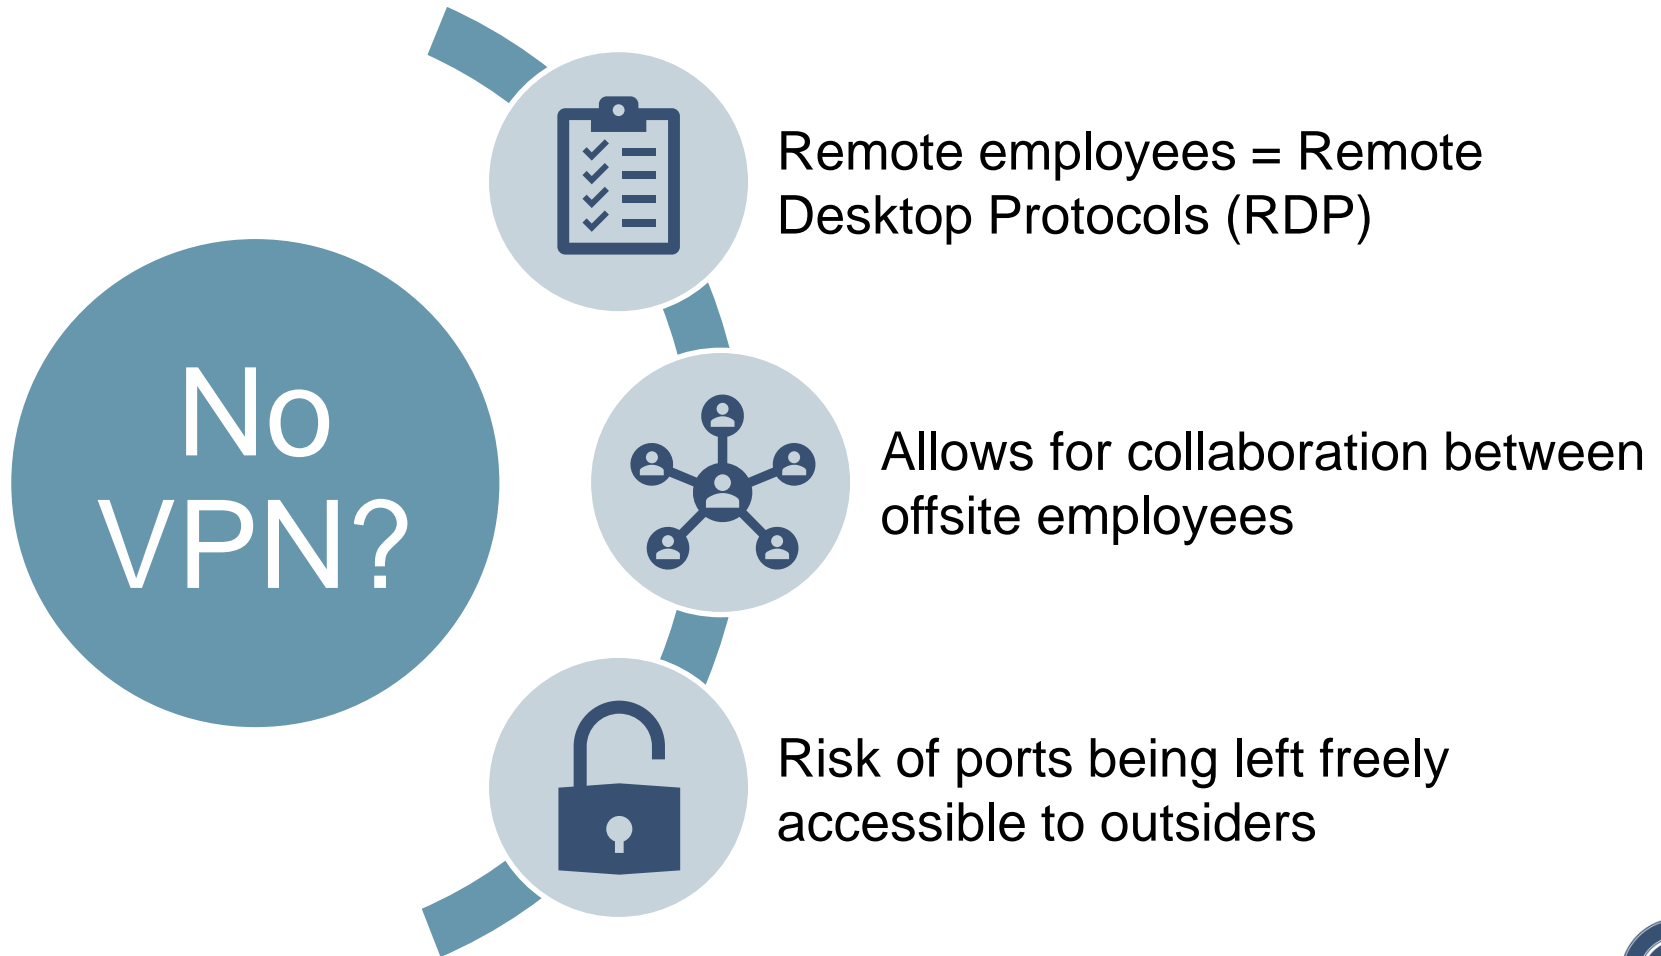 No
VPN?
Remote employees = Remote
Desktop Protocols (RDP)
Allows for collaboration between
offsite employees
Risk of ports being left freely
accessible to outsiders